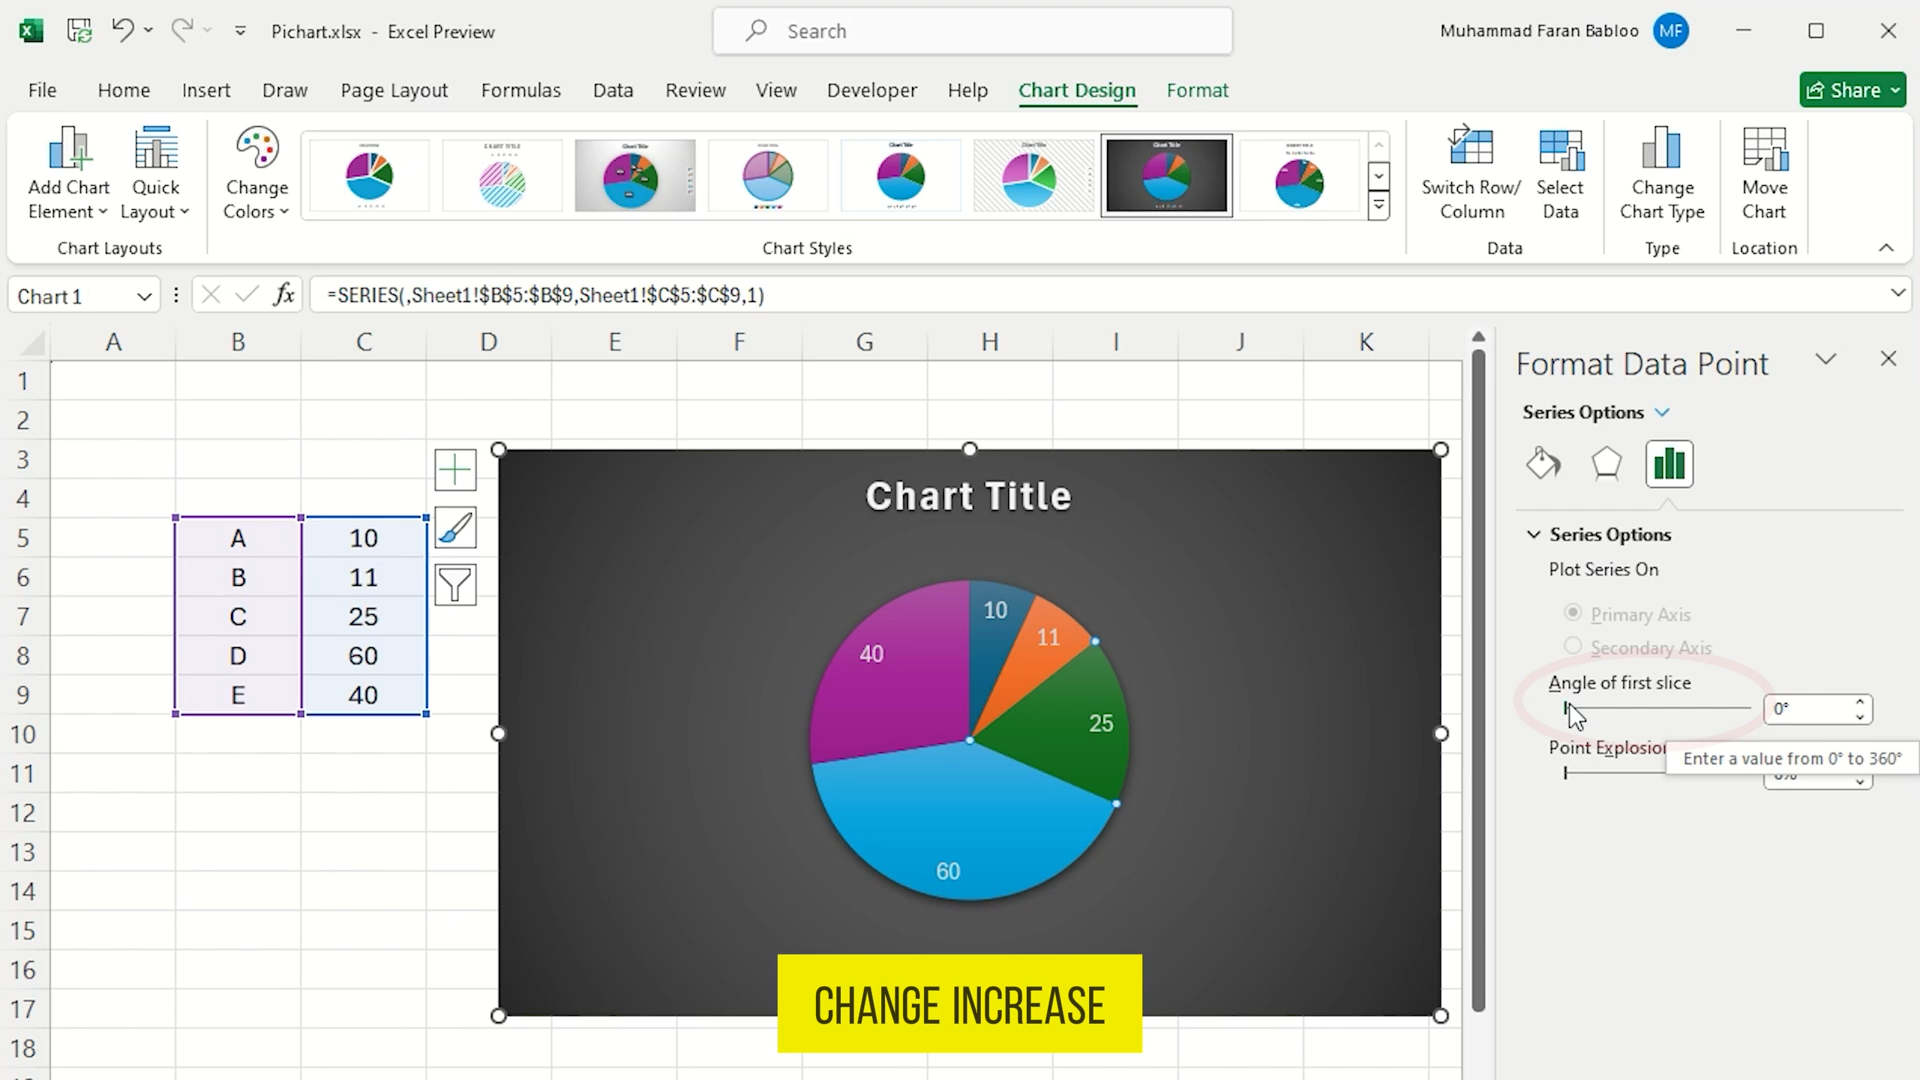 Pichart.xlsx - Excel Preview
Search
Muhammad Faran Babloo MF
File Home Insert Draw Page Layout Formulas Data Review View Developer Help Chart Design Format Share
Add Chart Element
Quick Layout
Change Colors
Switch Row/ Column
Select Data
Change Chart Type
Move Chart
Chart Layouts
Chart Styles
Data
Type
Location
Chart 1
fx =SERIES(,Sheet1!$B$5:$B$9,Sheet1!$C$5:$C$9,1)
A B C D E F G H I J K
1
2
3
4
5 A 10
6 B 11
7 C 25
8 D 60
9 E 40
10
11
12
13
14
15
16
17
18
Chart Title
10
11
25
60
40
CHANGE INCREASE
Format Data Point
Series Options
Series Options
Plot Series On
Primary Axis
Secondary Axis
Angle of first slice
0°
Point Explosion
Enter a value from 0° to 360°